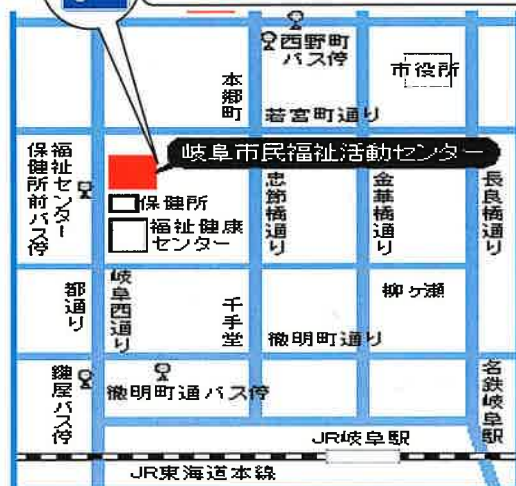 西野町
バス停
市役所
本郷町
若宮町通り
岐阜市民福祉活動センター
福祉センター
保健所前バス停
保健所
福祉健康
センター
忠節橋通り
金華橋通り
長良橋通り
都通り
岐阜西通り
千手堂
柳ケ瀬
徹明町通り
鍵屋バス停
徹明町通バス停
名鉄岐阜駅
JR岐阜駅
JR東海道本線